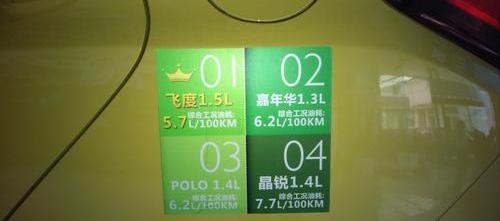 01
飞度1.5L
综合工况油耗:
5.7L/100KM
02
嘉年华1.3L
综合工况油耗:
6.2L/100KM
03
POLO 1.4L
综合工况油耗:
6.2L/100KM
04
晶锐1.4L
综合工况油耗:
7.7L/100KM